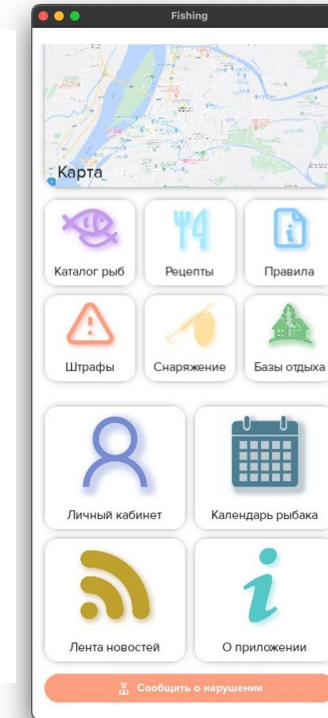 Fishing
Карта
Каталог рыб
Рецепты
Правила
Штрафы
Снаряжение
Базы отдыха
Личный кабинет
Календарь рыбака
Лента новостей
О приложении
Сообщить о нарушении